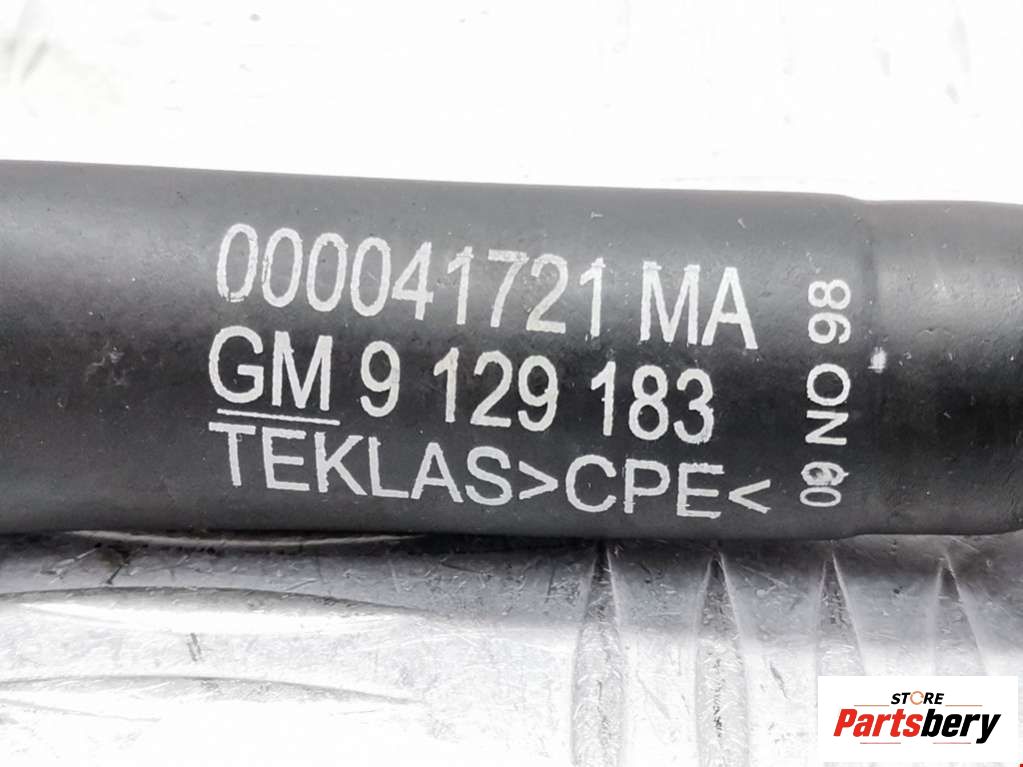 000041721 MA
GM 9 129 183
TEKLAS>CPE<
09 NO 98
STORE
Partsbery